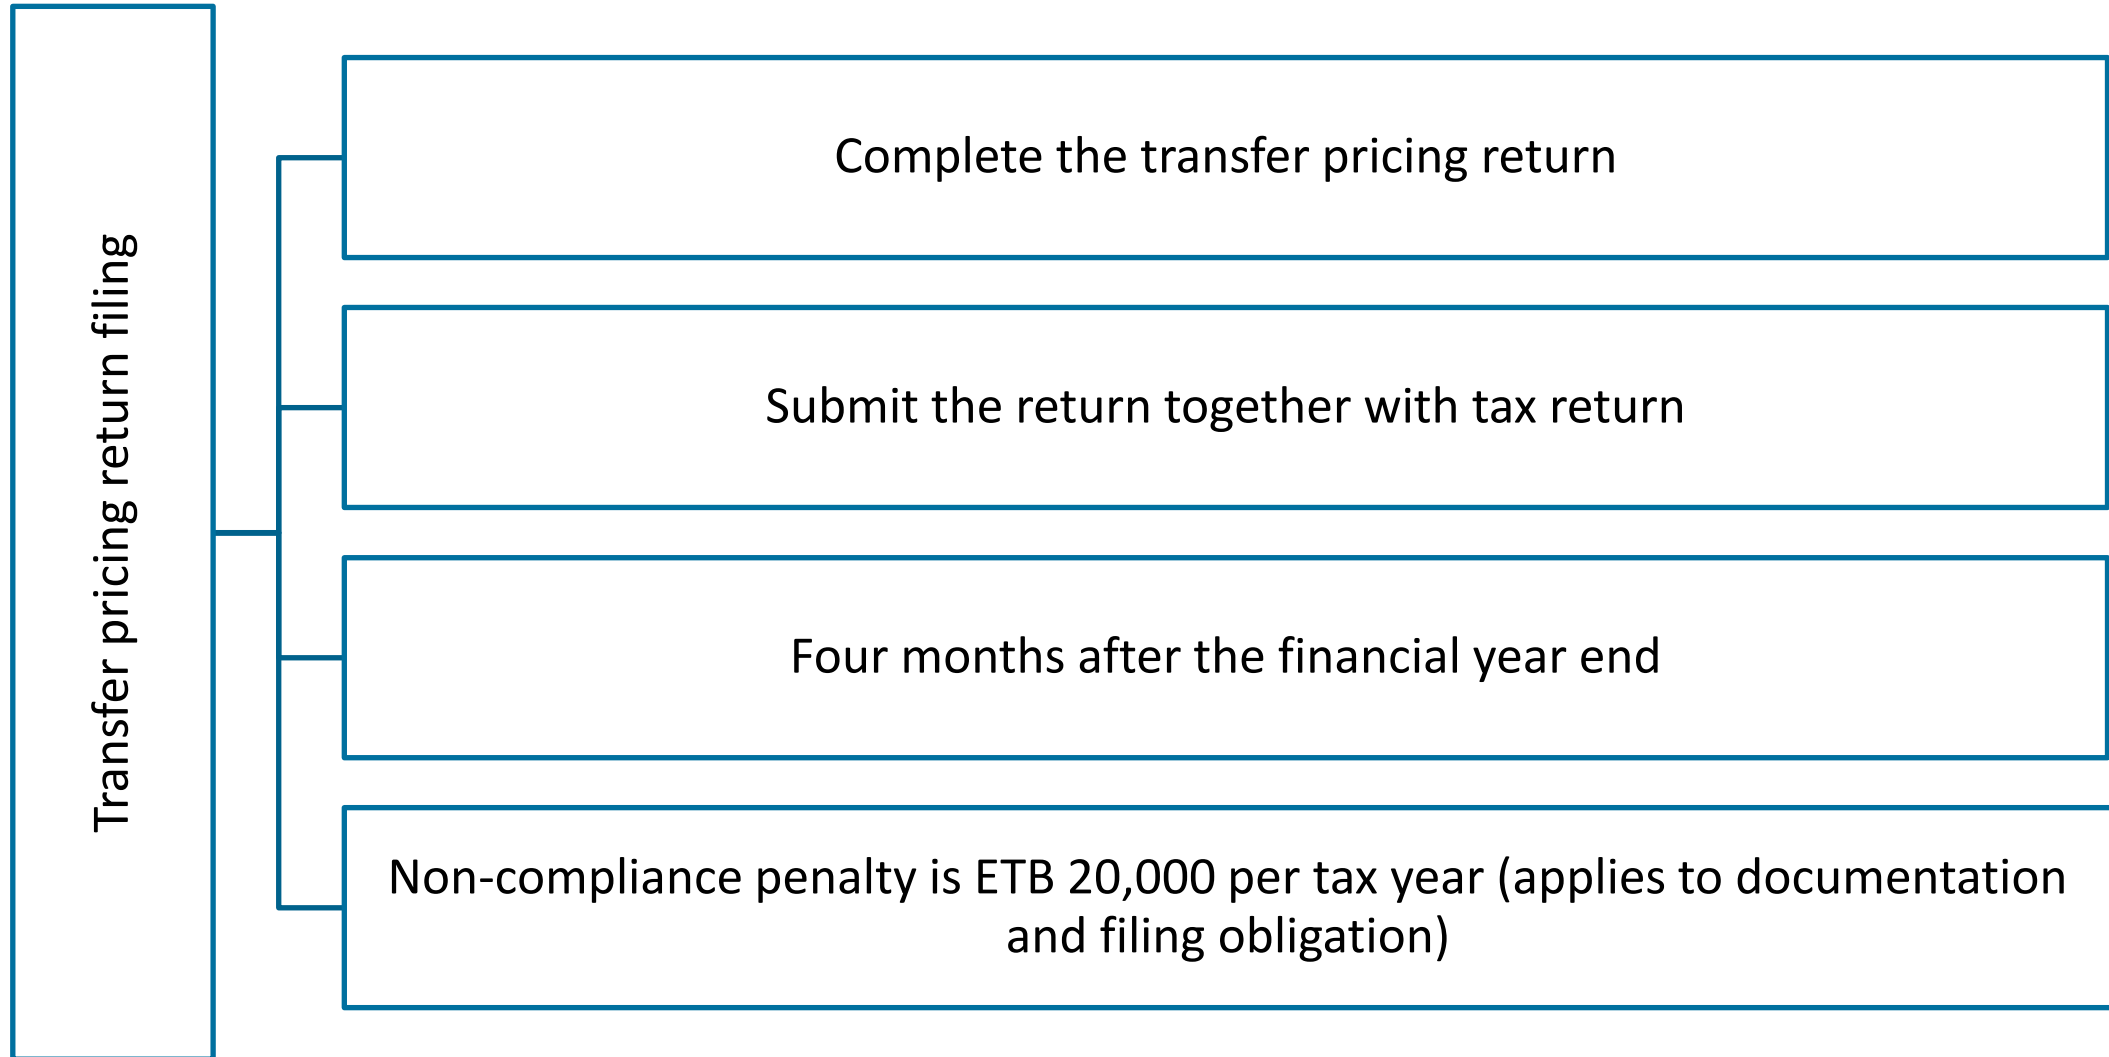 Transfer pricing return filing
Complete the transfer pricing return
Submit the return together with tax return
Four months after the financial year end
Non-compliance penalty is ETB 20,000 per tax year (applies to documentation
and filing obligation)